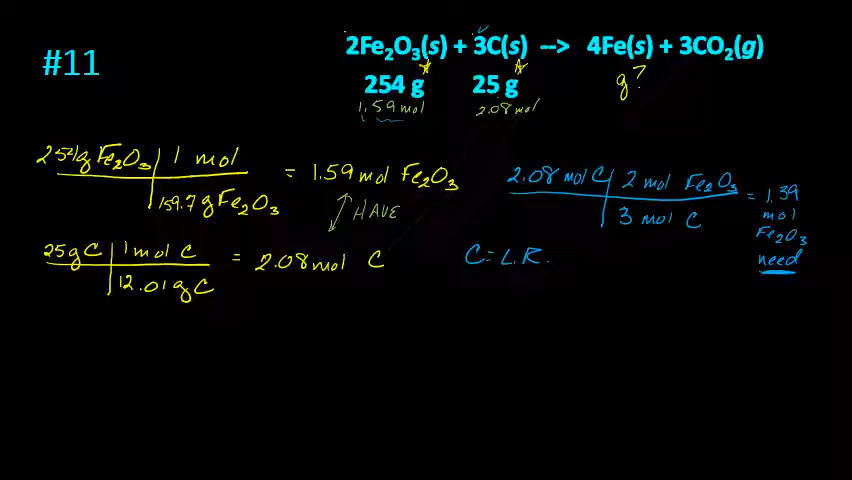 #11
2Fe₂O₃(s) + 3C(s) --> 4Fe(s) + 3CO₂(g)
254 g 25 g g?
1.59 mol 2.08 mol
254g Fe₂O₃ | 1 mol = 1.59 mol Fe₂O₃
159.7 g Fe₂O₃
HAVE
25 g C | 1 mol C = 2.08 mol C
12.01 g C
2.08 mol C | 2 mol Fe₂O₃ = 1.39
3 mol C
mol
Fe₂O₃
need
C = L.R.